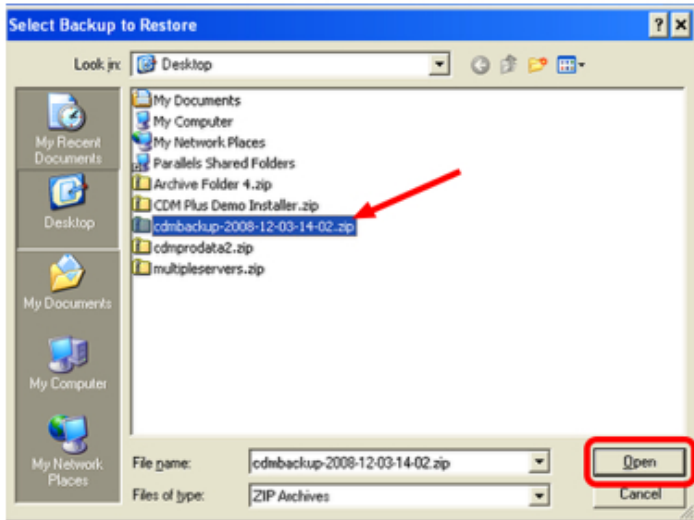 Select Backup to Restore
Look in: Desktop
My Recent
Documents
Desktop
My Documents
My Computer
My Network
Places
My Documents
My Computer
My Network Places
Parallels Shared Folders
Archive Folder 4.zip
CDM Plus Demo Installer.zip
cdmbackup-2008-12-03-14-02.zip
cdmprodata2.zip
multipleservers.zip
File name: cdmbackup-2008-12-03-14-02.zip Open
Files of type: ZIP Archives Cancel